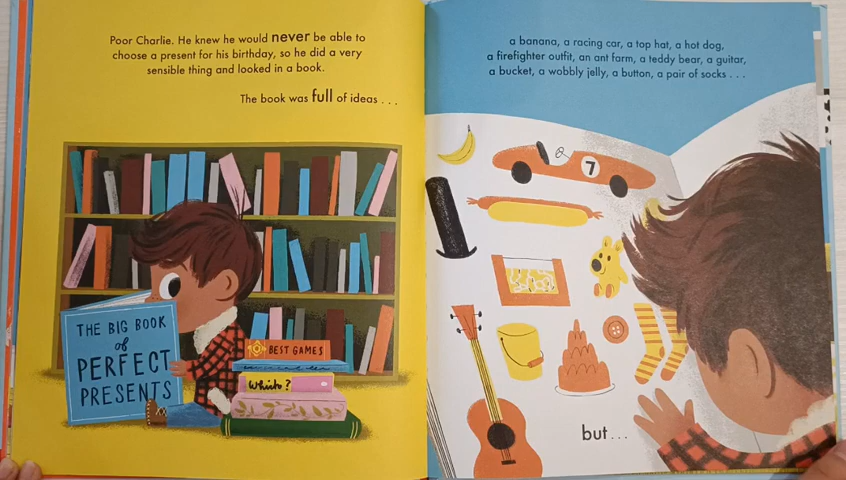 Poor Charlie. He knew he would never be able to
choose a present for his birthday, so he did a very
sensible thing and looked in a book.
The book was full of ideas . . .
THE BIG BOOK
of
PERFECT
PRESENTS
BEST GAMES
Which?
a banana, a racing car, a top hat, a hot dog,
a firefighter outfit, an ant farm, a teddy bear, a guitar,
a bucket, a wobbly jelly, a button, a pair of socks . . .
7
but . . .